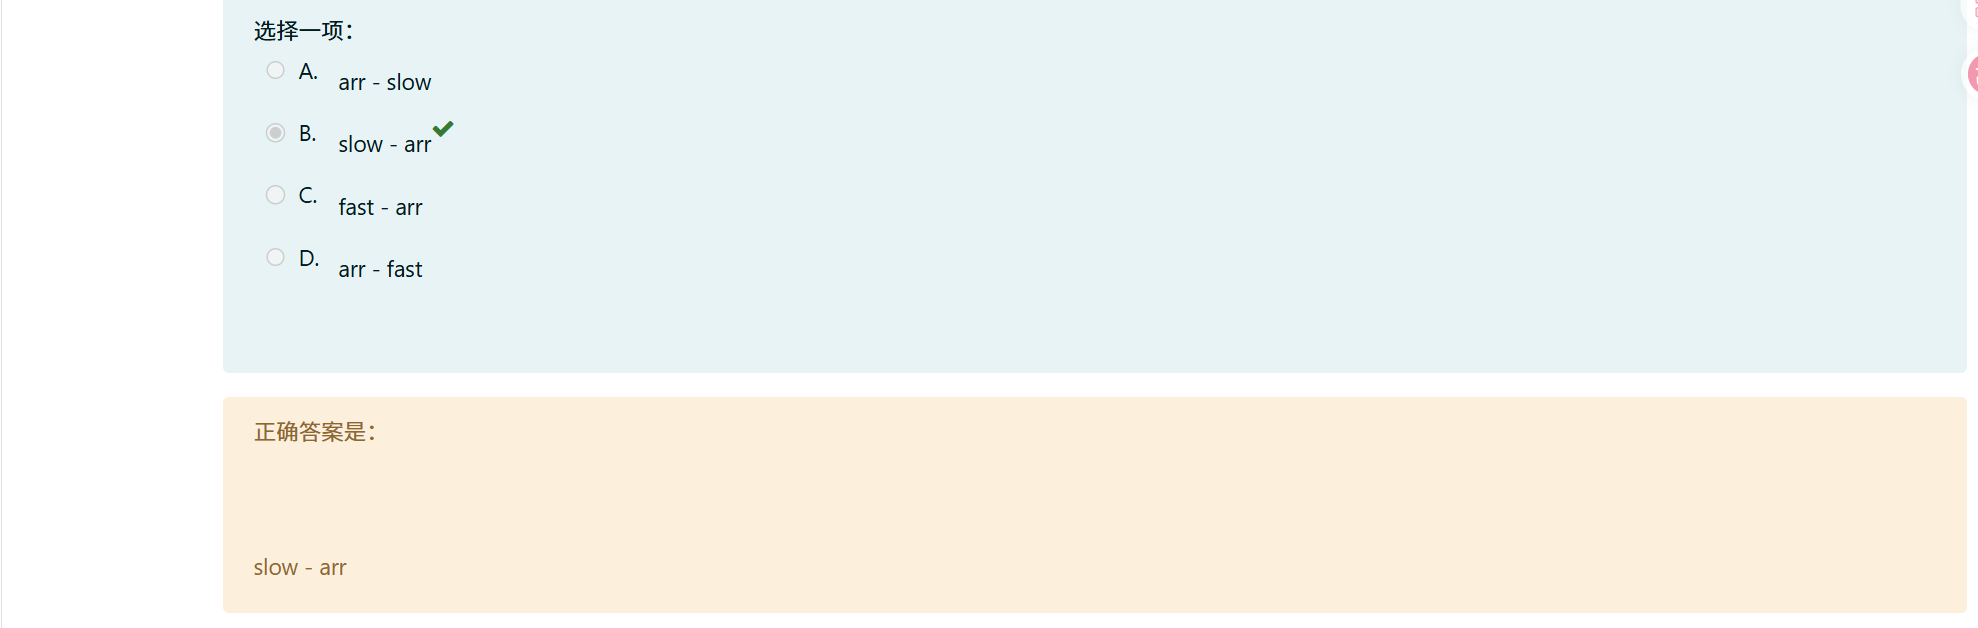 选择一项：
A. arr - slow
B. slow - arr
C. fast - arr
D. arr - fast
正确答案是：
slow - arr